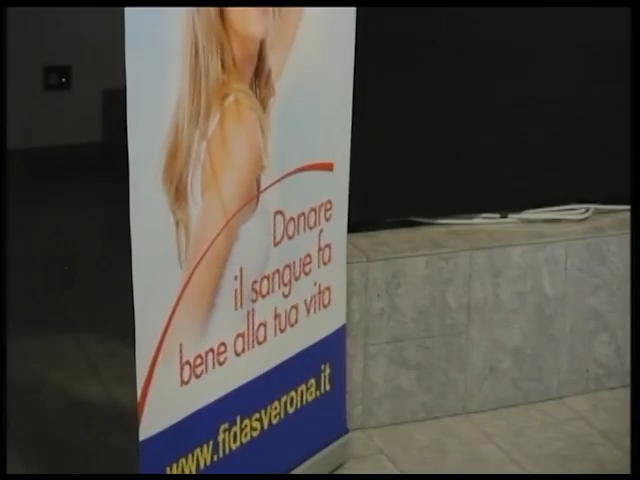 Donare
il sangue fa
bene alla tua vita
www.fidasverona.it